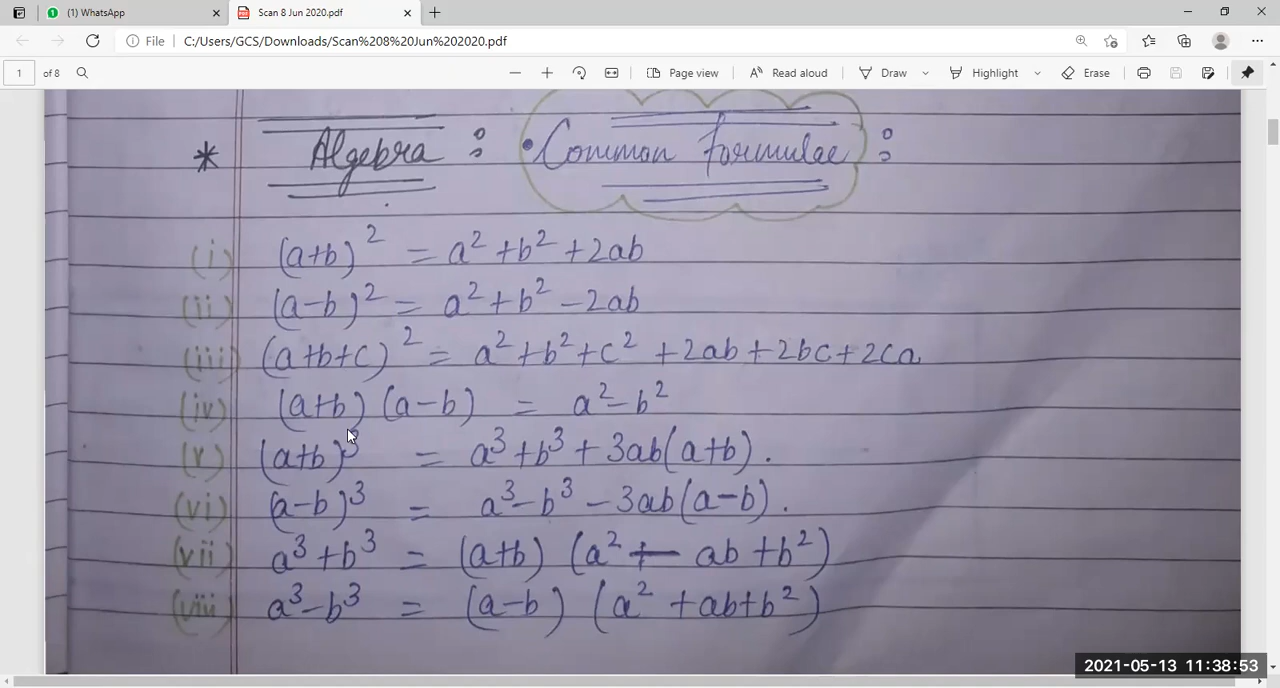 (1) WhatsApp
Scan 8 Jun 2020.pdf
File C:/Users/GCS/Downloads/Scan%208%20Jun%202020.pdf
1 of 8 Page view Read aloud Draw Highlight Erase
* Algebra : • Common formulae :
(i) (a+b)² = a² + b² + 2ab
(ii) (a-b)² = a² + b² - 2ab
(iii) (a+b+c)² = a² + b² + c² + 2ab + 2bc + 2ca
(iv) (a+b) (a-b) = a² - b²
(v) (a+b)³ = a³ + b³ + 3ab(a+b).
(vi) (a-b)³ = a³ - b³ - 3ab(a-b).
(vii) a³ + b³ = (a+b) (a² - ab + b²)
(viii) a³ - b³ = (a-b) (a² + ab + b²)
2021-05-13 11:38:53